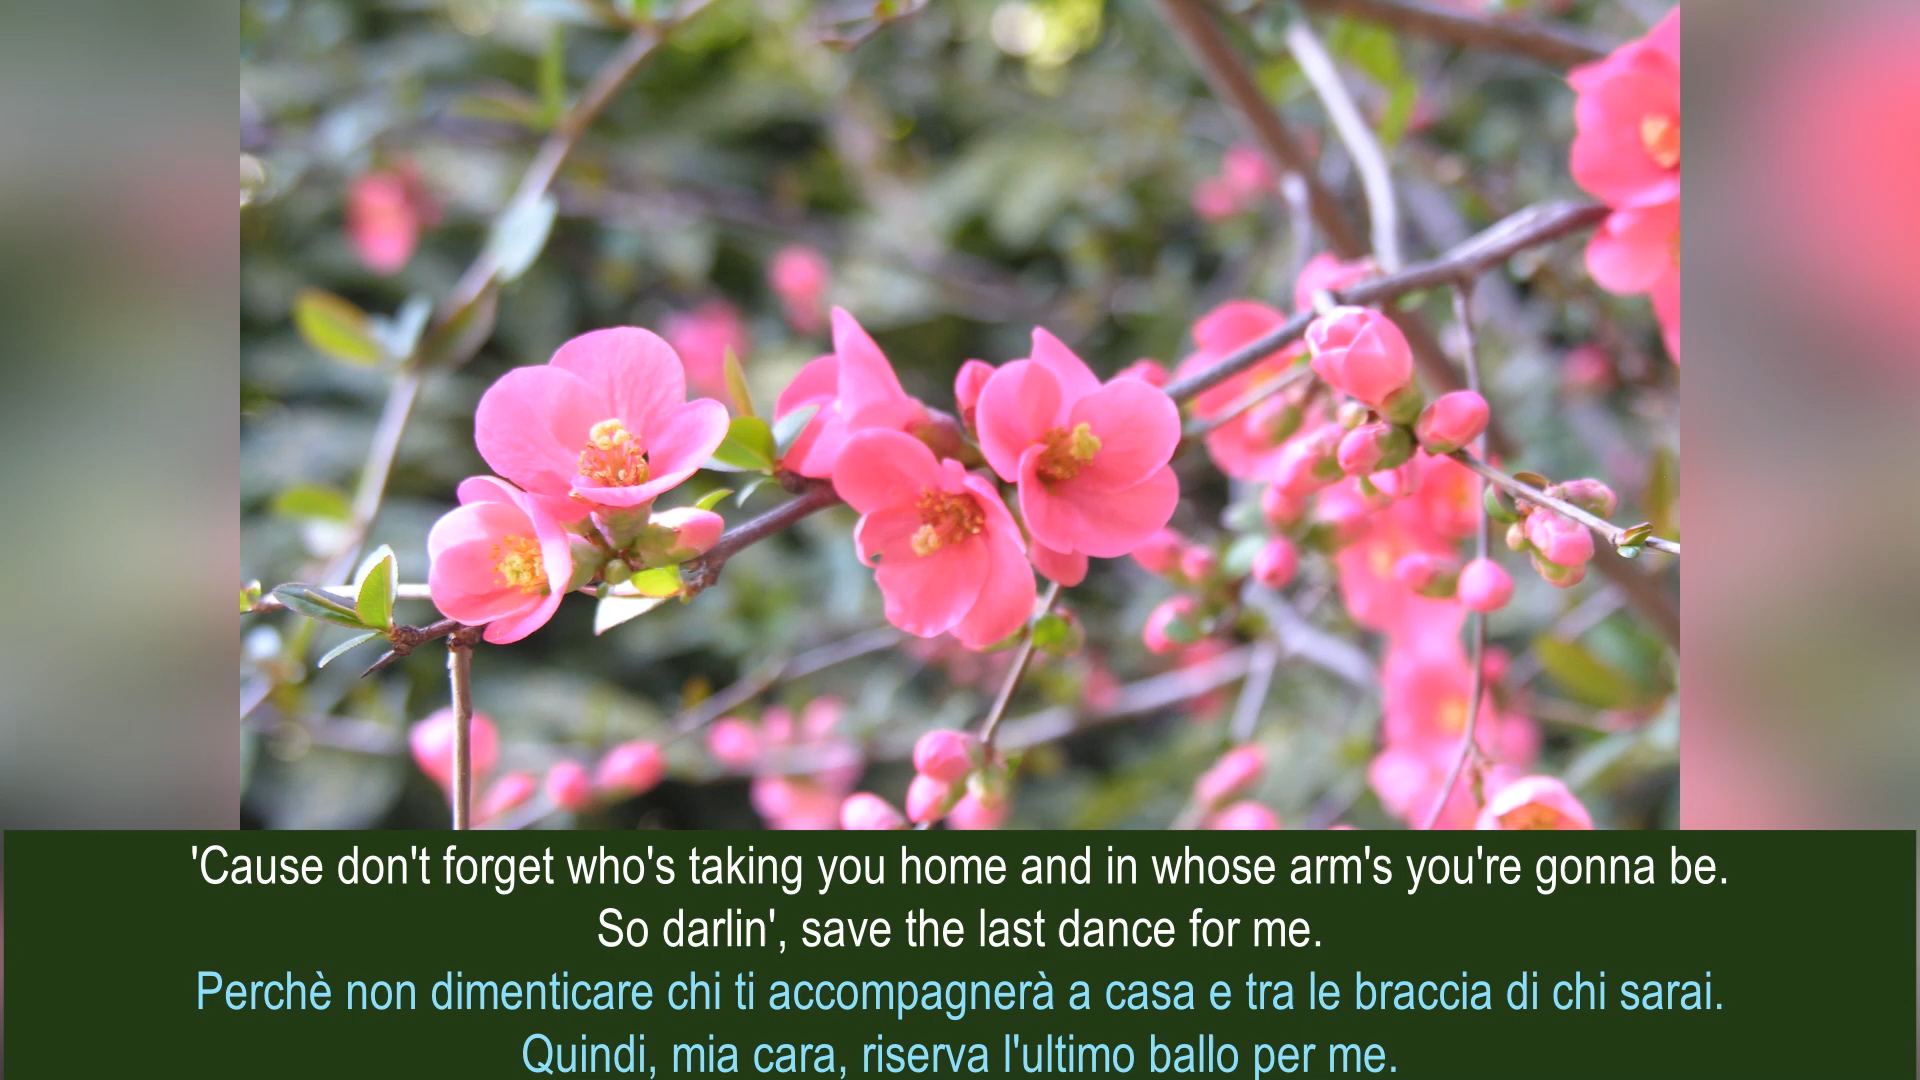 'Cause don't forget who's taking you home and in whose arm's you're gonna be.
So darlin', save the last dance for me.
Perchè non dimenticare chi ti accompagnerà a casa e tra le braccia di chi sarai.
Quindi, mia cara, riserva l'ultimo ballo per me.